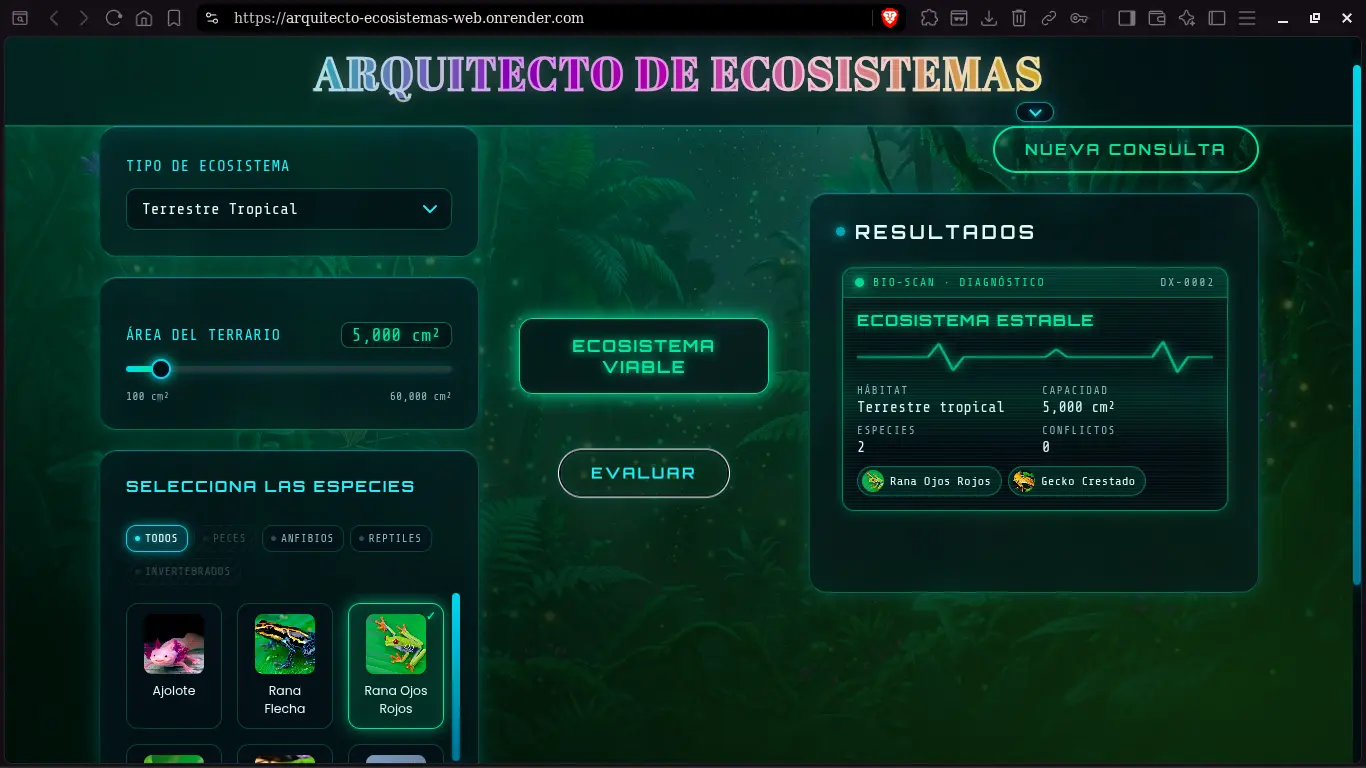 https://arquitecto-ecosistemas-web.onrender.com
ARQUITECTO DE ECOSISTEMAS
TIPO DE ECOSISTEMA
Terrestre Tropical
ÁREA DEL TERRARIO
5,000 cm²
100 cm²
60,000 cm²
SELECCIONA LAS ESPECIES
TODOS
PECES
ANFIBIOS
REPTILES
INVERTEBRADOS
Ajolote
Rana
Flecha
✓
Rana Ojos
Rojos
ECOSISTEMA
VIABLE
EVALUAR
NUEVA CONSULTA
RESULTADOS
BIO-SCAN · DIAGNÓSTICO
DX-0002
ECOSISTEMA ESTABLE
HÁBITAT
Terrestre tropical
CAPACIDAD
5,000 cm²
ESPECIES
2
CONFLICTOS
0
Rana Ojos Rojos
Gecko Crestado